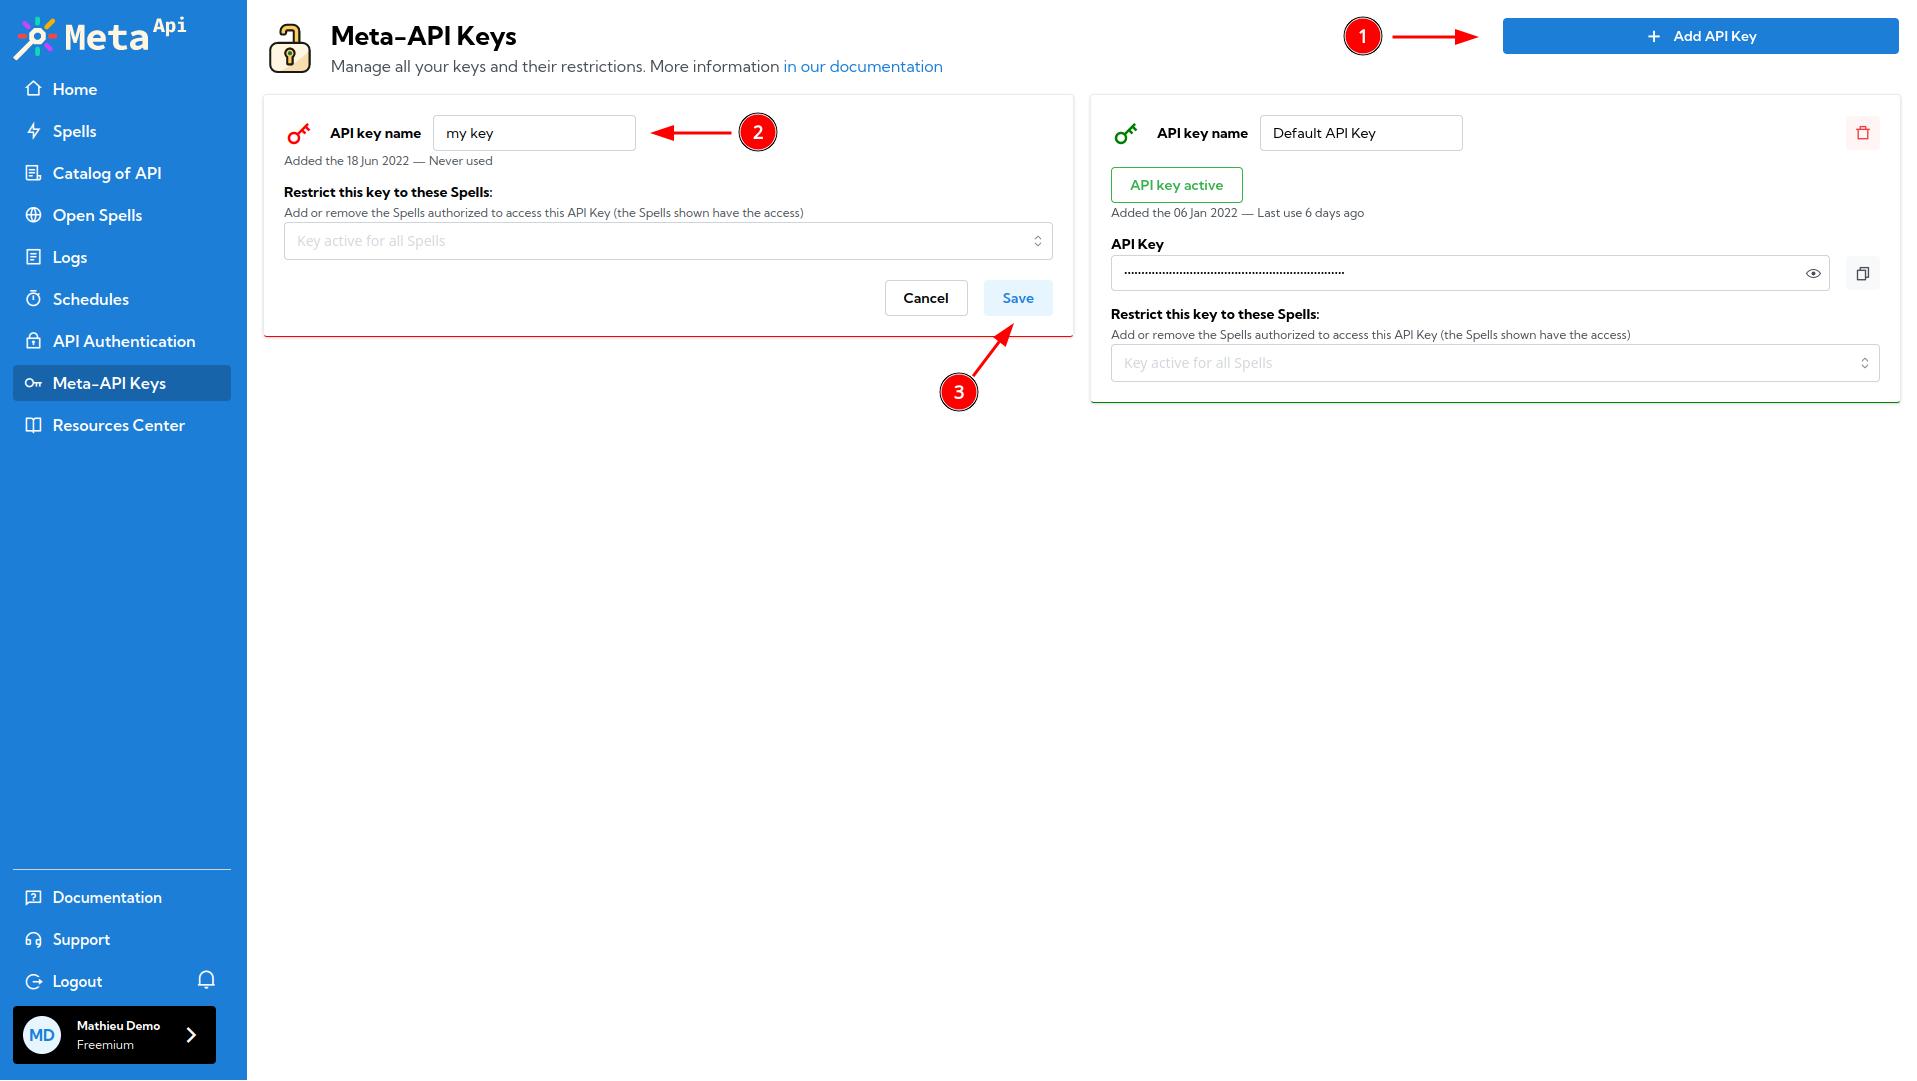 Meta Api
Home
Spells
Catalog of API
Open Spells
Logs
Schedules
API Authentication
Meta-API Keys
Resources Center
Documentation
Support
Logout
MD
Mathieu Demo
Freemium
Meta-API Keys
Manage all your keys and their restrictions. More information in our documentation
1
+ Add API Key
API key name
my key
2
Added the 18 Jun 2022 — Never used
Restrict this key to these Spells:
Add or remove the Spells authorized to access this API Key (the Spells shown have the access)
Key active for all Spells
Cancel
Save
3
API key name
Default API Key
API key active
Added the 06 Jan 2022 — Last use 6 days ago
API Key
Restrict this key to these Spells:
Add or remove the Spells authorized to access this API Key (the Spells shown have the access)
Key active for all Spells